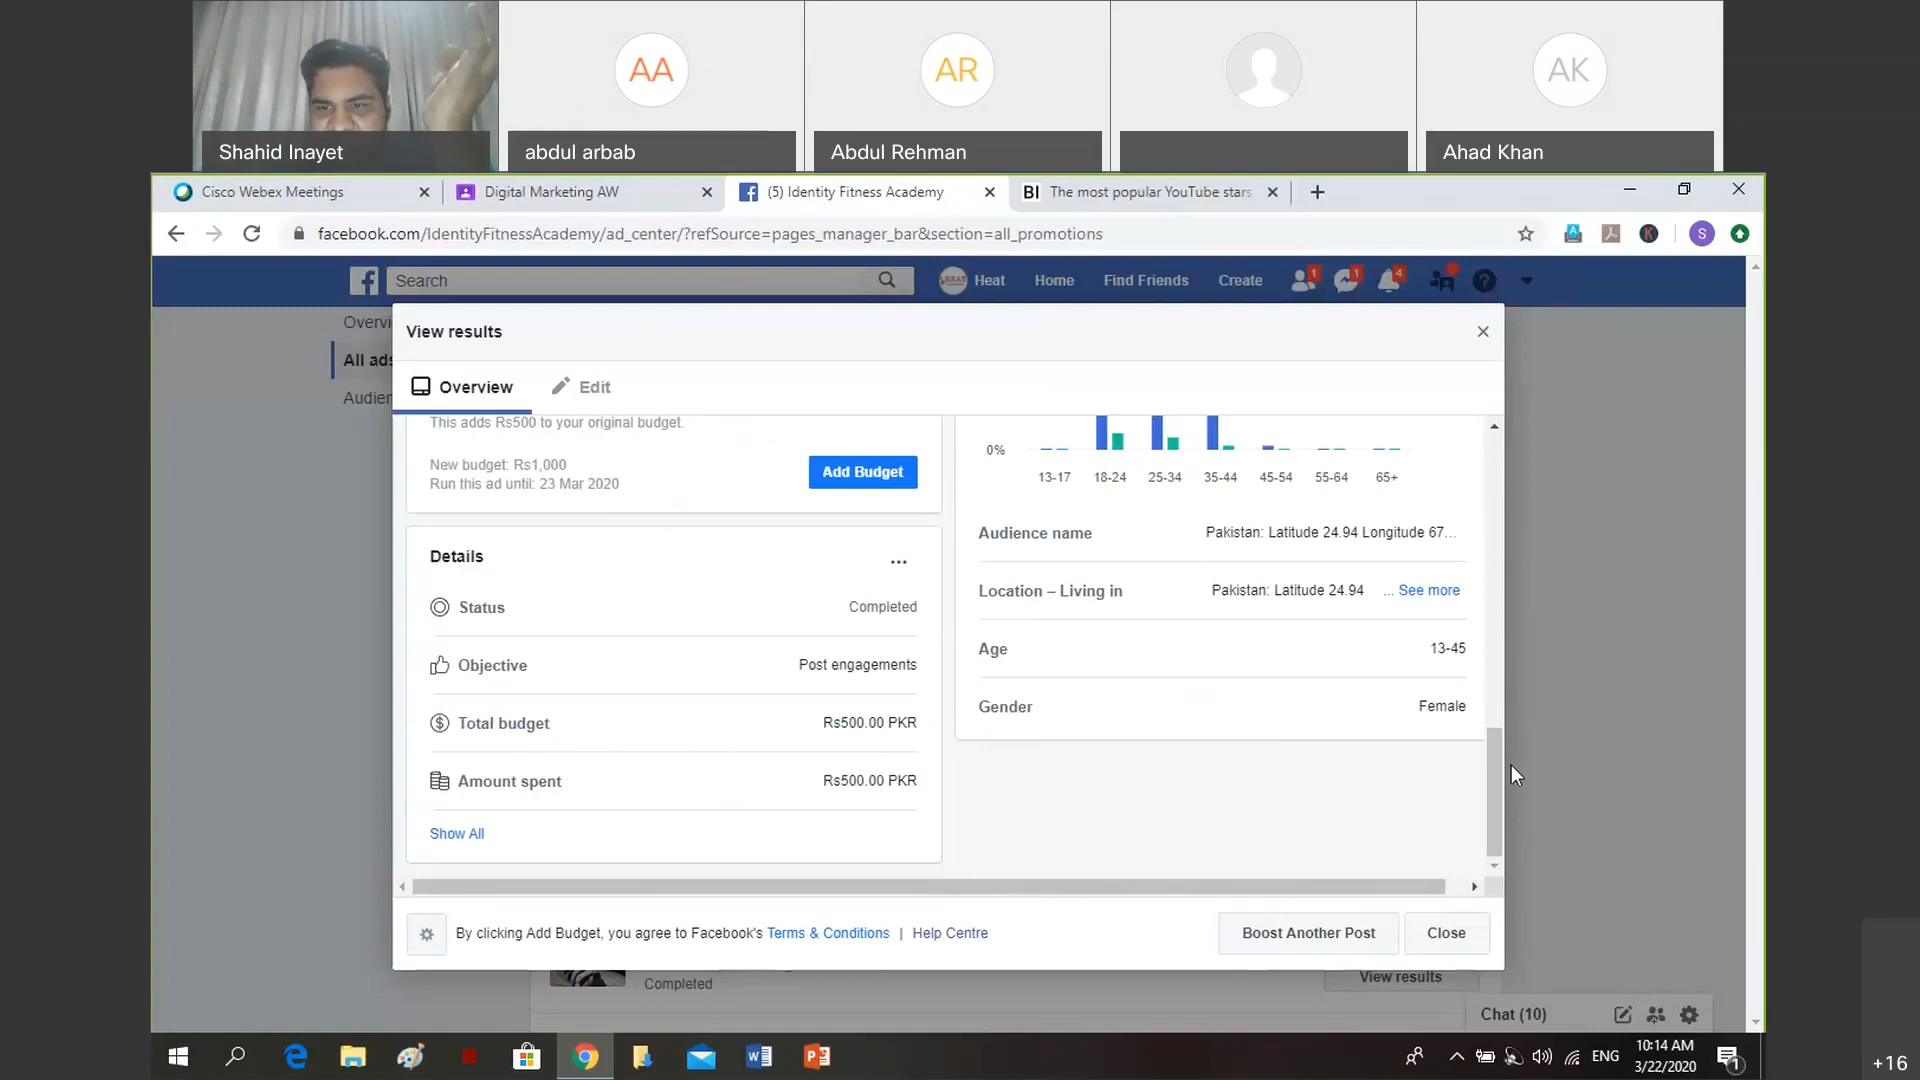 AA
AR
AK
Shahid Inayet
abdul arbab
Abdul Rehman
Ahad Khan
Cisco Webex Meetings
Digital Marketing AW
(5) Identity Fitness Academy
BI
The most popular YouTube stars
facebook.com/IdentityFitnessAcademy/ad_center/?refSource=pages_manager_bar&section=all_promotions
S
Search
Heat
Home
Find Friends
Create
1
1
4
Overvi
All ads
Audien
View results
Overview
Edit
This adds Rs500 to your original budget.
New budget: Rs1,000
Run this ad until: 23 Mar 2020
Add Budget
0%
13-17 18-24 25-34 35-44 45-54 55-64 65+
Details
...
Status Completed
Objective Post engagements
Total budget Rs500.00 PKR
Amount spent Rs500.00 PKR
Show All
Audience name Pakistan: Latitude 24.94 Longitude 67...
Location – Living in Pakistan: Latitude 24.94 ... See more
Age 13-45
Gender Female
By clicking Add Budget, you agree to Facebook's Terms & Conditions | Help Centre
Boost Another Post
Close
Completed
View results
Chat (10)
ENG
10:14 AM
3/22/2020
1
+16